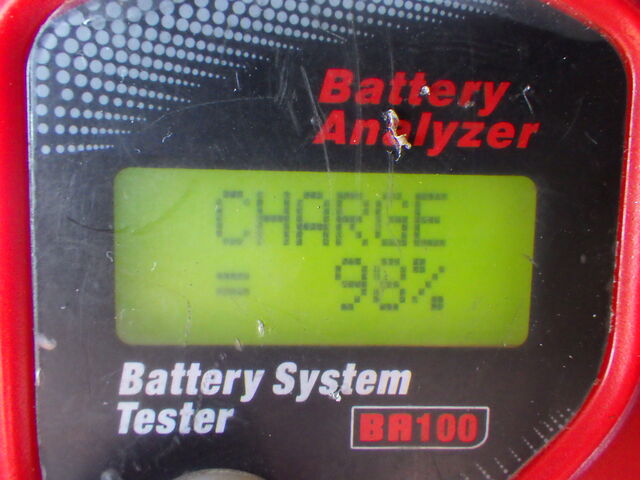 Battery
Analyzer
CHARGE
= 98%
Battery System
Tester
BA100